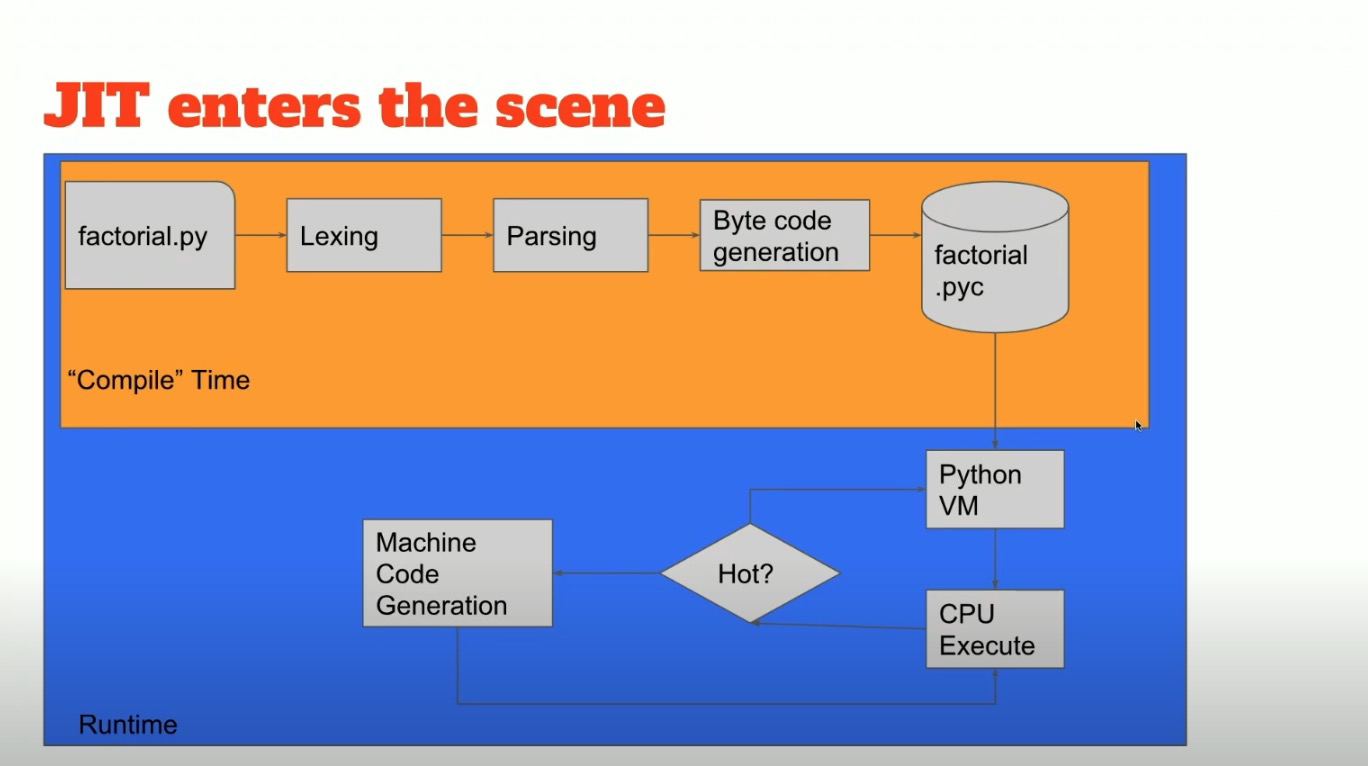 JIT enters the scene
factorial.py
Lexing
Parsing
Byte code
generation
factorial
.pyc
“Compile” Time
Python
VM
Machine
Code
Generation
Hot?
CPU
Execute
Runtime